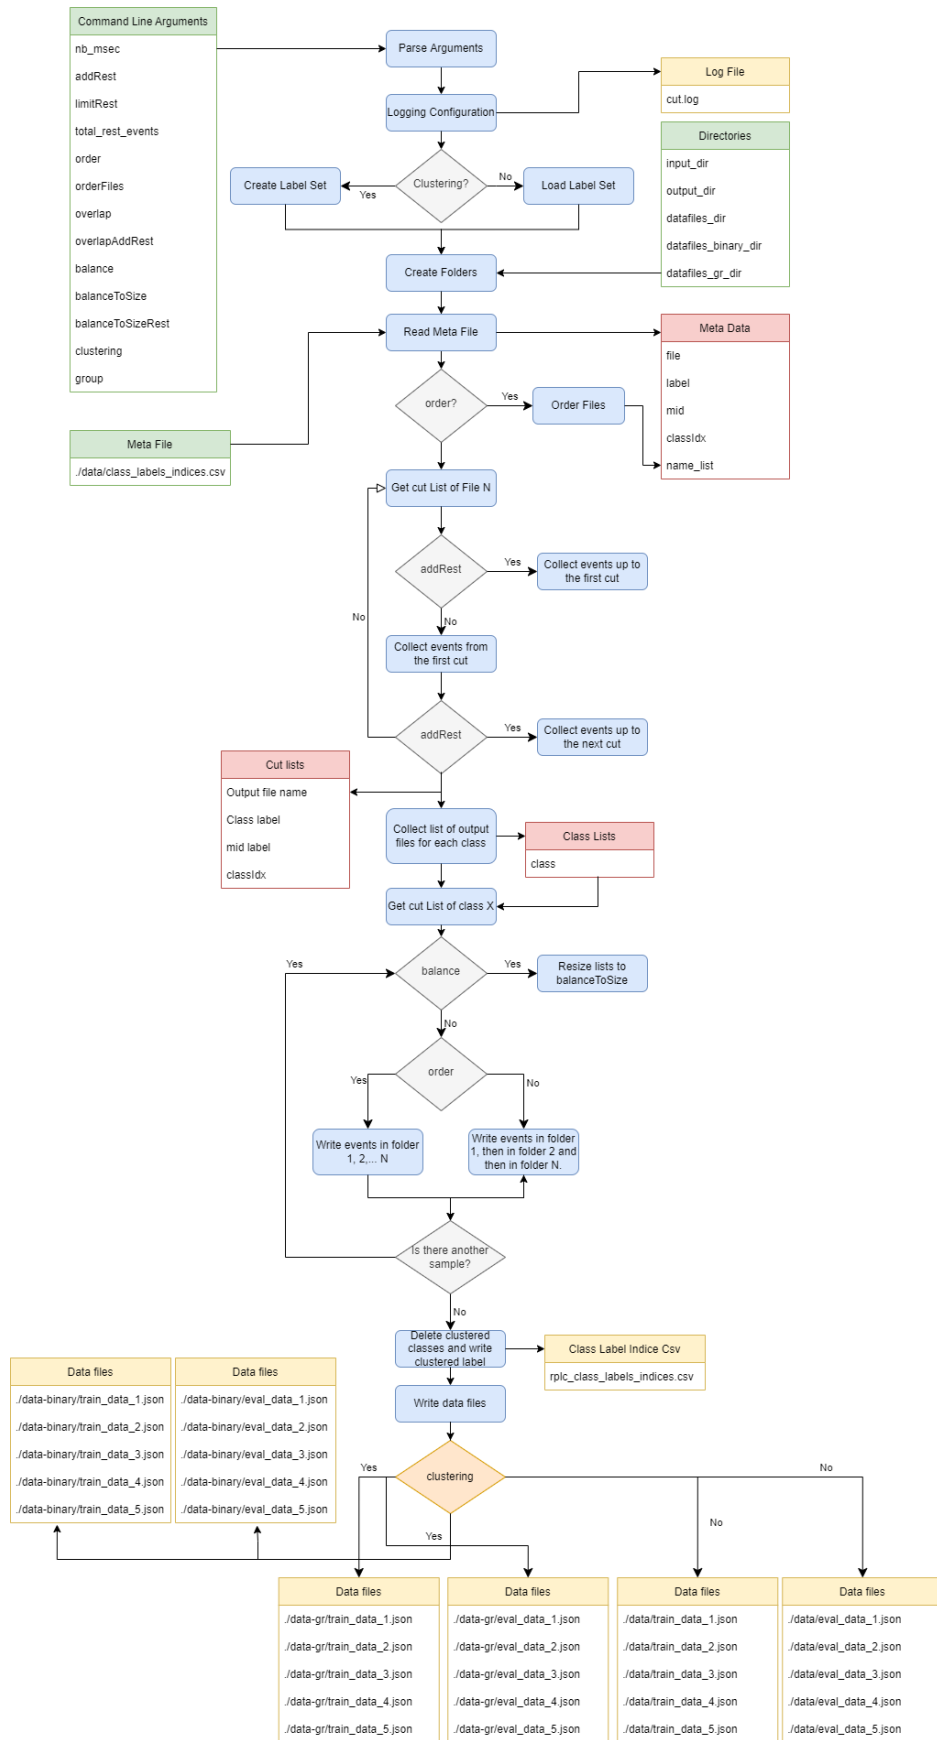 Command Line Arguments
nb_msec
addRest
limitRest
total_rest_events
order
orderFiles
overlap
overlapAddRest
balance
balanceToSize
balanceToSizeRest
clustering
group
Parse Arguments
Logging Configuration
Log File
cut.log
Directories
input_dir
output_dir
datafiles_dir
datafiles_binary_dir
datafiles_gr_dir
Clustering?
Yes
No
Create Label Set
Load Label Set
Create Folders
Read Meta File
Meta Data
file
label
mid
classIdx
name_list
Meta File
./data/class_labels_indices.csv
order?
Yes
Order Files
Get cut List of File N
addRest
Yes
Collect events up to
the first cut
No
No
Collect events from
the first cut
addRest
Yes
Collect events up to
the next cut
Cut lists
Output file name
Class label
mid label
classIdx
Collect list of output
files for each class
Class Lists
class
Get cut List of class X
Yes
balance
Yes
Resize lists to
balanceToSize
No
order
Yes
No
Write events in folder
1, 2,... N
Write events in folder
1, then in folder 2 and
then in folder N.
Is there another
sample?
No
Delete clustered
classes and write
clustered label
Class Label Indice Csv
rplc_class_labels_indices.csv
Write data files
Data files
./data-binary/train_data_1.json
./data-binary/train_data_2.json
./data-binary/train_data_3.json
./data-binary/train_data_4.json
./data-binary/train_data_5.json
Data files
./data-binary/eval_data_1.json
./data-binary/eval_data_2.json
./data-binary/eval_data_3.json
./data-binary/eval_data_4.json
./data-binary/eval_data_5.json
clustering
Yes
No
Yes
No
Data files
./data-gr/train_data_1.json
./data-gr/train_data_2.json
./data-gr/train_data_3.json
./data-gr/train_data_4.json
./data-gr/train_data_5.json
Data files
./data-gr/eval_data_1.json
./data-gr/eval_data_2.json
./data-gr/eval_data_3.json
./data-gr/eval_data_4.json
./data-gr/eval_data_5.json
Data files
./data/train_data_1.json
./data/train_data_2.json
./data/train_data_3.json
./data/train_data_4.json
./data/train_data_5.json
Data files
./data/eval_data_1.json
./data/eval_data_2.json
./data/eval_data_3.json
./data/eval_data_4.json
./data/eval_data_5.json